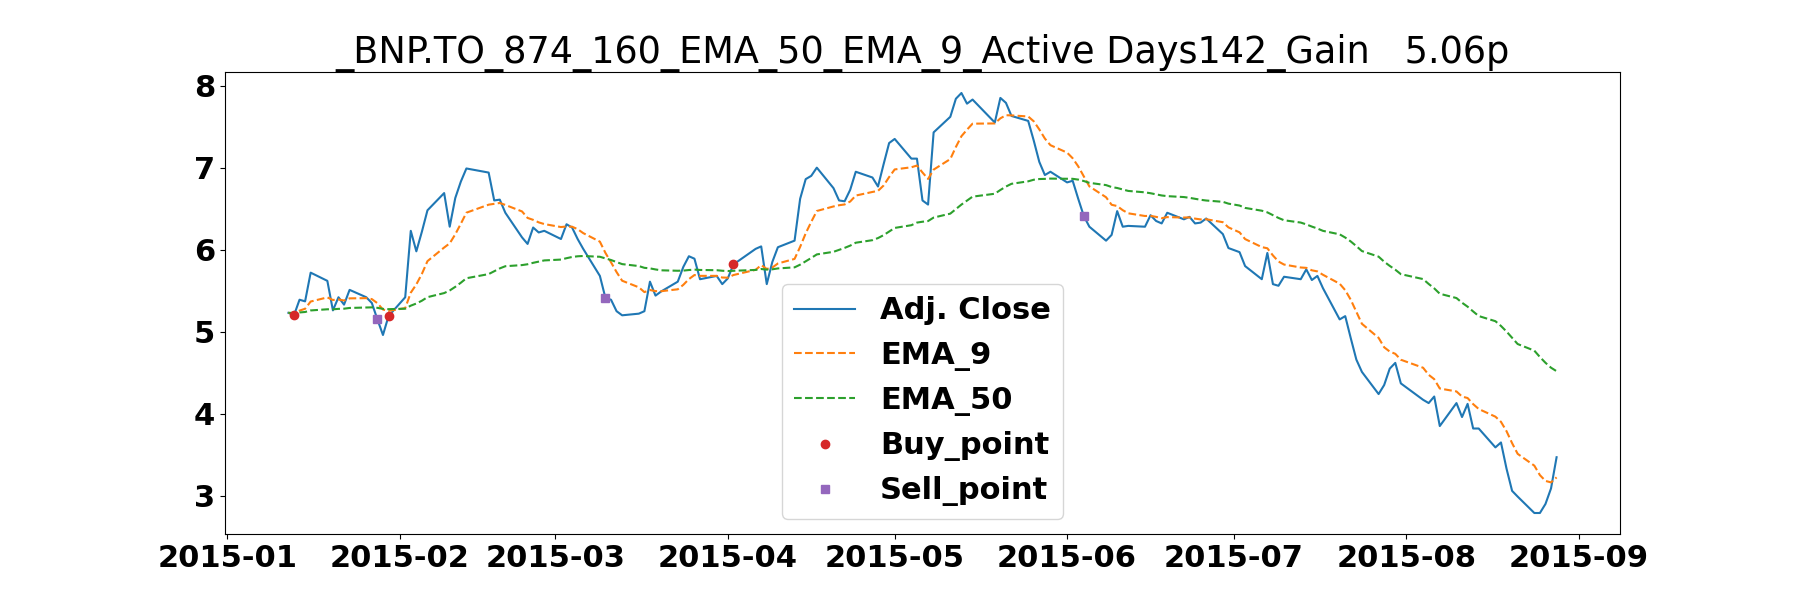 _BNP.TO_874_160_EMA_50_EMA_9_Active Days142_Gain   5.06p
8
7
6
5
4
3
Adj. Close
EMA_9
EMA_50
Buy_point
Sell_point
2015-01 2015-02 2015-03 2015-04 2015-05 2015-06 2015-07 2015-08 2015-09